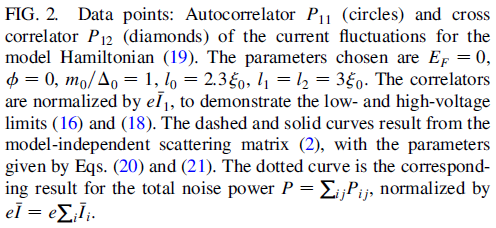 FIG. 2. Data points: Autocorrelator P₁₁ (circles) and cross
correlator P₁₂ (diamonds) of the current fluctuations for the
model Hamiltonian (19). The parameters chosen are E_F = 0,
ϕ = 0, m₀/Δ₀ = 1, l₀ = 2.3ξ₀, l₁ = l₂ = 3ξ₀. The correlators
are normalized by eĪ₁, to demonstrate the low- and high-voltage
limits (16) and (18). The dashed and solid curves result from the
model-independent scattering matrix (2), with the parameters
given by Eqs. (20) and (21). The dotted curve is the correspond-
ing result for the total noise power P = ∑ᵢⱼPᵢⱼ, normalized by
eĪ = e∑ᵢĪᵢ.